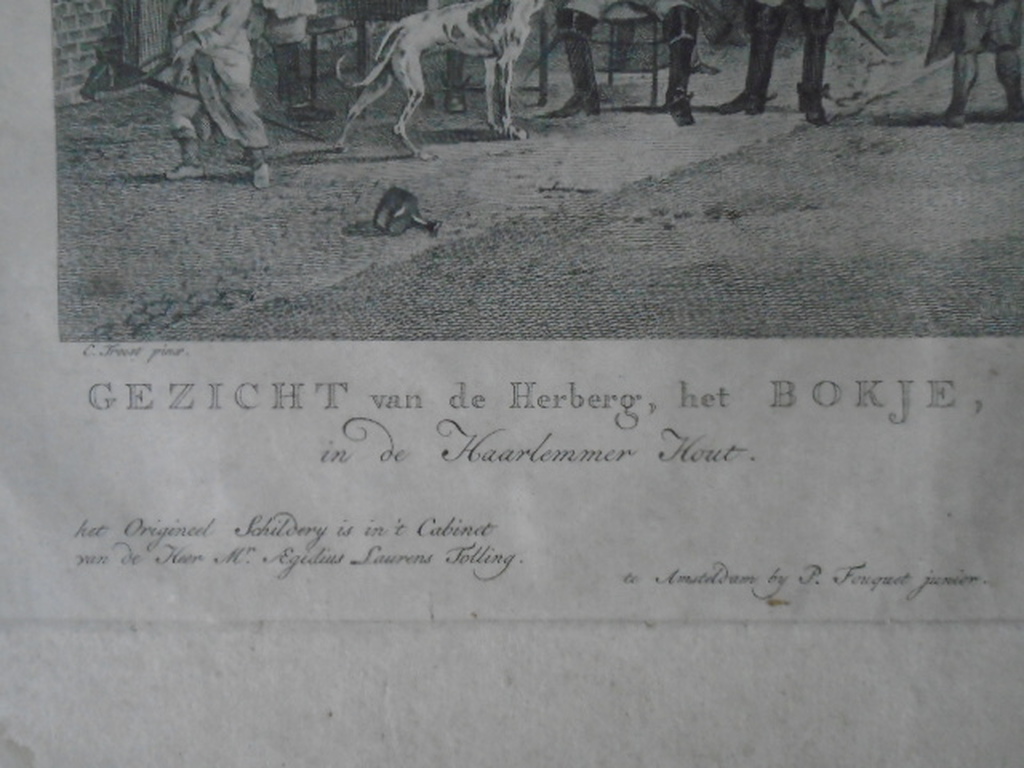 C. Troost pinx.
GEZICHT van de Herberg, het BOKJE,
in de Haarlemmer Hout.
het Origineel Schildery is in 't Cabinet
van de Heer Mr. Ægidius Laurens Tolling.
te Amsteldam by P. Fouquet junior.